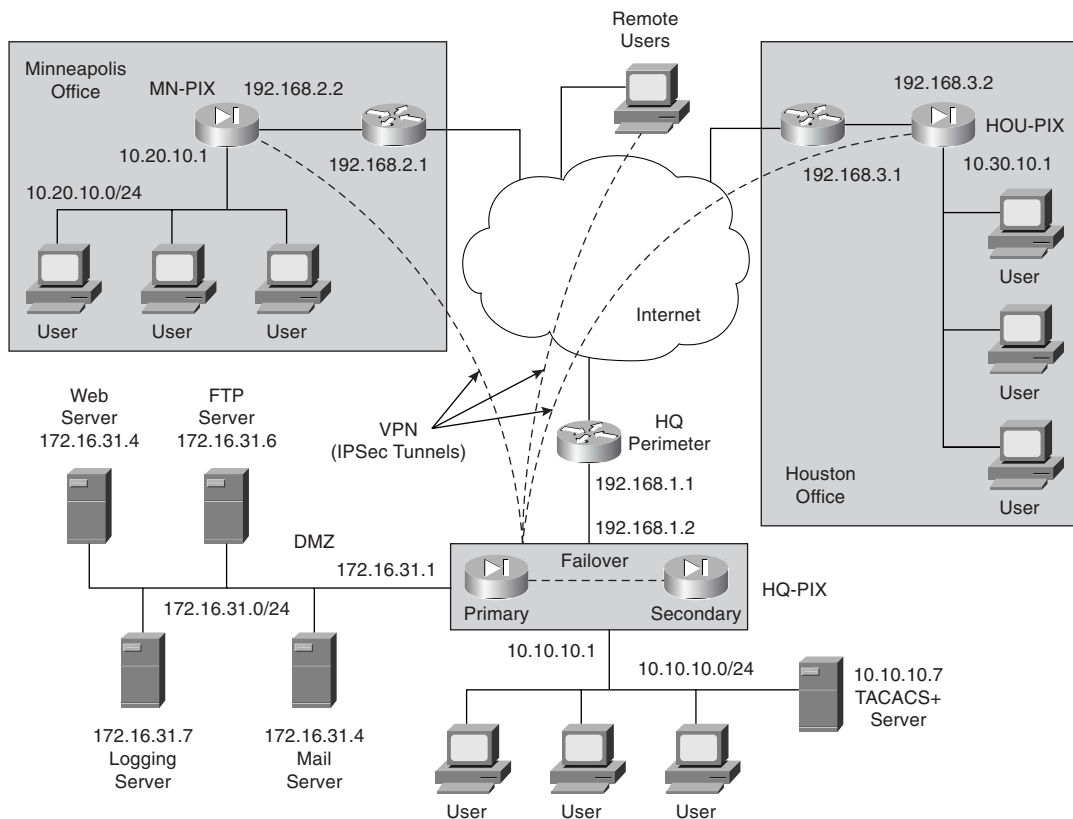 Remote
Users
Minneapolis
Office
MN-PIX
192.168.2.2
192.168.2.1
10.20.10.1
10.20.10.0/24
User
User
User
192.168.3.2
HOU-PIX
192.168.3.1
10.30.10.1
User
User
User
Houston
Office
Internet
VPN
(IPSec Tunnels)
HQ
Perimeter
192.168.1.1
192.168.1.2
Web
Server
172.16.31.4
FTP
Server
172.16.31.6
DMZ
172.16.31.1
172.16.31.0/24
Failover
Primary
Secondary
HQ-PIX
172.16.31.7
Logging
Server
172.16.31.4
Mail
Server
10.10.10.1
10.10.10.0/24
10.10.10.7
TACACS+
Server
User
User
User